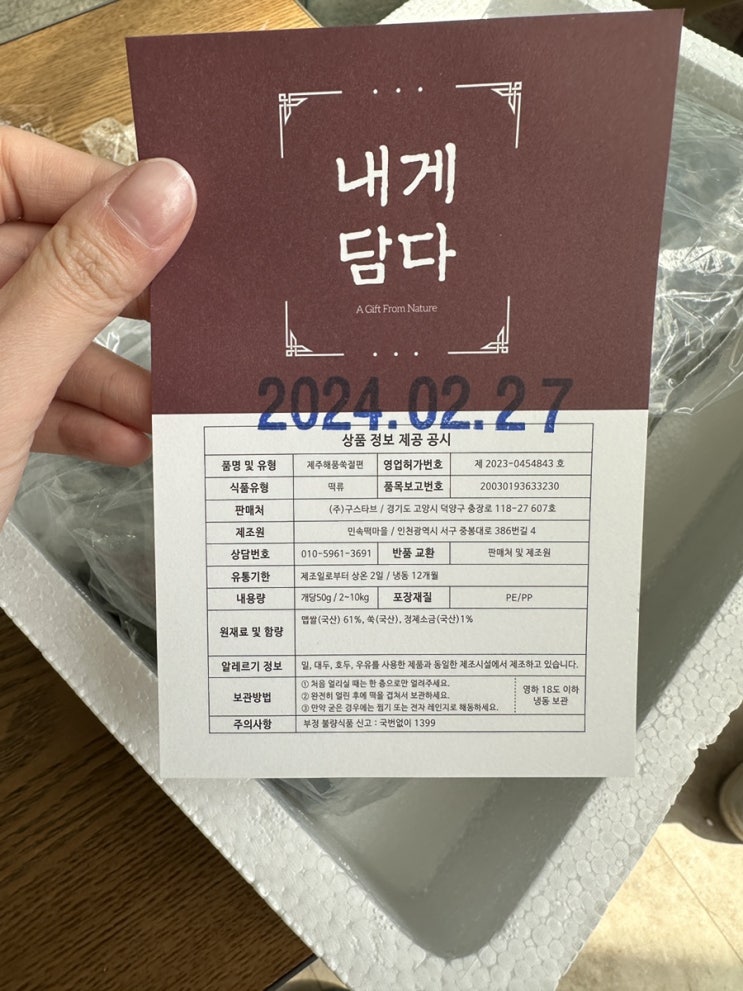 내게
담다
A Gift From Nature
2024.02.27
상품 정보 제공 공시
품명 및 유형 제주해풍쑥절편 영업허가번호 제 2023-0454843 호
식품유형 떡류 품목보고번호 20030193633230
판매처 (주)구스타브 / 경기도 고양시 덕양구 충장로 118-27 607호
제조원 민속떡마을 / 인천광역시 서구 중봉대로 386번길 4
상담번호 010-5961-3691 반품 교환 판매처 및 제조원
유통기한 제조일로부터 상온 2일 / 냉동 12개월
내용량 개당50g / 2~10kg 포장재질 PE/PP
원재료 및 함량 맵쌀(국산) 61%, 쑥(국산), 정제소금(국산)1%
알레르기 정보 밀, 대두, 호두, 우유를 사용한 제품과 동일한 제조시설에서 제조하고 있습니다.
보관방법 ① 처음 얼리실 때는 한 층으로만 얼려주세요.
② 완전히 얼린 후에 떡을 겹쳐서 보관하세요.
③ 만약 굳은 경우에는 찜기 또는 전자 레인지로 해동하세요.
영하 18도 이하
냉동 보관
주의사항 부정 불량식품 신고 : 국번없이 1399